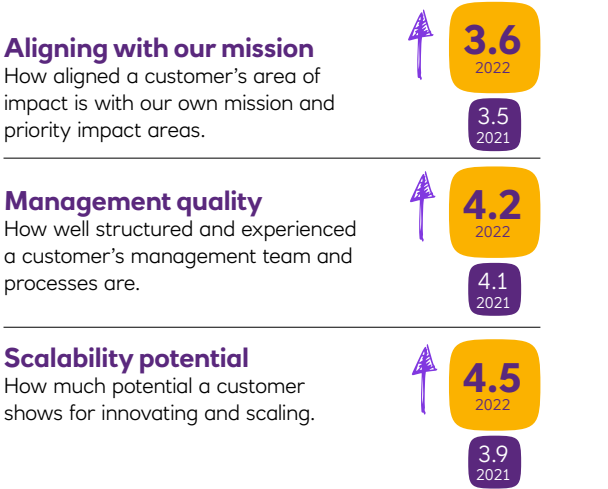 Aligning with our mission
How aligned a customer’s area of
impact is with our own mission and
priority impact areas.
3.6
2022
3.5
2021
Management quality
How well structured and experienced
a customer’s management team and
processes are.
4.2
2022
4.1
2021
Scalability potential
How much potential a customer
shows for innovating and scaling.
4.5
2022
3.9
2021